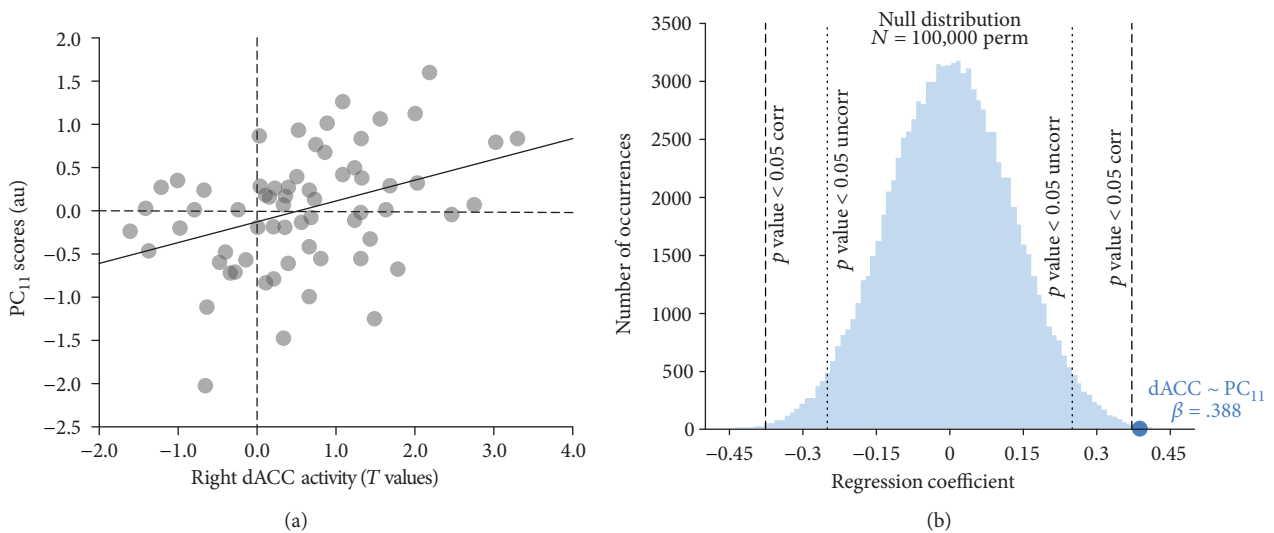 2.0
1.5
1.0
0.5
0.0
−0.5
−1.0
−1.5
−2.0
−2.5
PC11 scores (au)
−2.0 −1.0 0.0 1.0 2.0 3.0 4.0
Right dACC activity (T values)
(a)
3500
3000
2500
2000
1500
1000
500
0
Number of occurrences
Null distribution
N = 100,000 perm
p value < 0.05 corr
p value < 0.05 uncorr
p value < 0.05 uncorr
p value < 0.05 corr
dACC ~ PC11
β = .388
−0.45 −0.3 −0.15 0 0.15 0.3 0.45
Regression coefficient
(b)